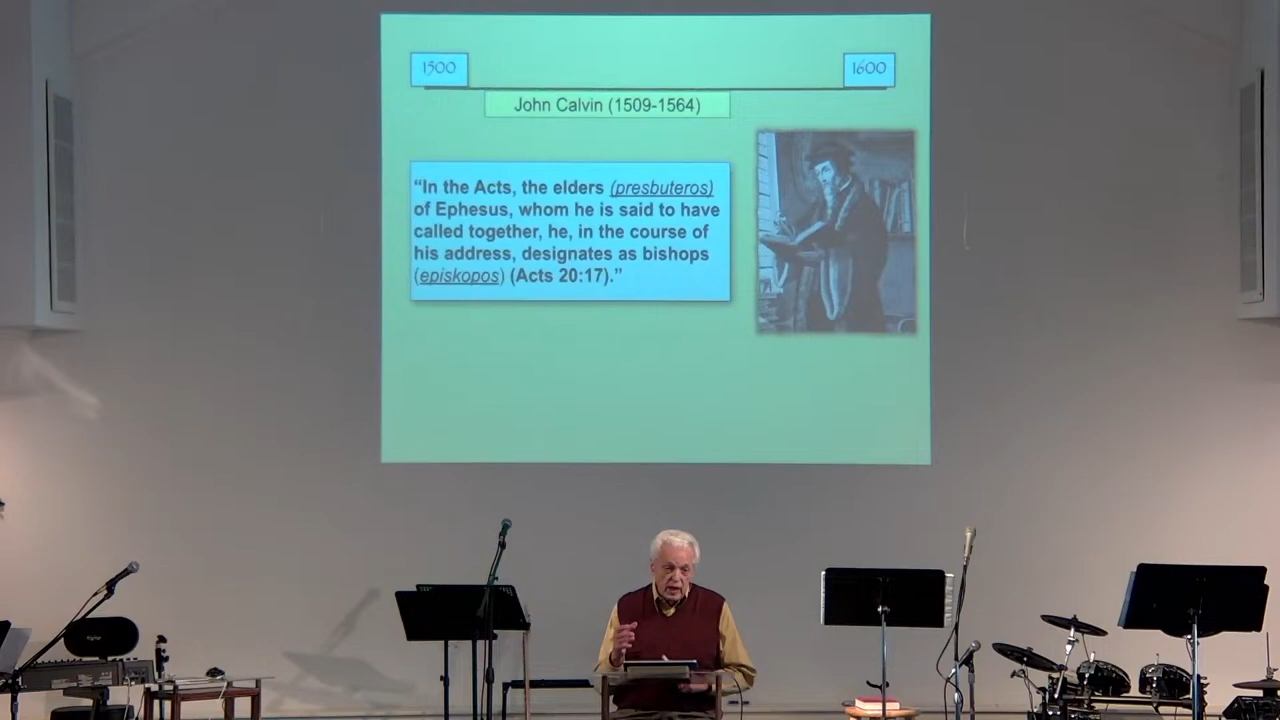 1500
1600
John Calvin (1509-1564)
“In the Acts, the elders (presbuteros)
of Ephesus, whom he is said to have
called together, he, in the course of
his address, designates as bishops
(episkopos) (Acts 20:17).”